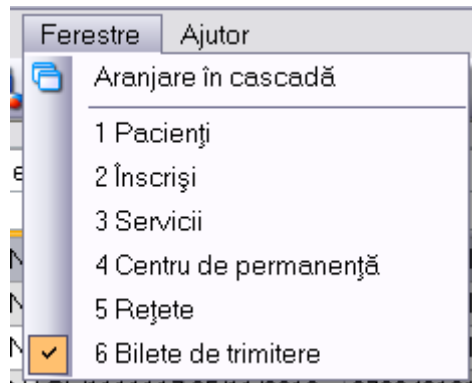 Ferestre Ajutor
Aranjare în cascadă
1 Pacienţi
2 Înscrişi
3 Servicii
4 Centru de permanenţă
5 Reţete
6 Bilete de trimitere